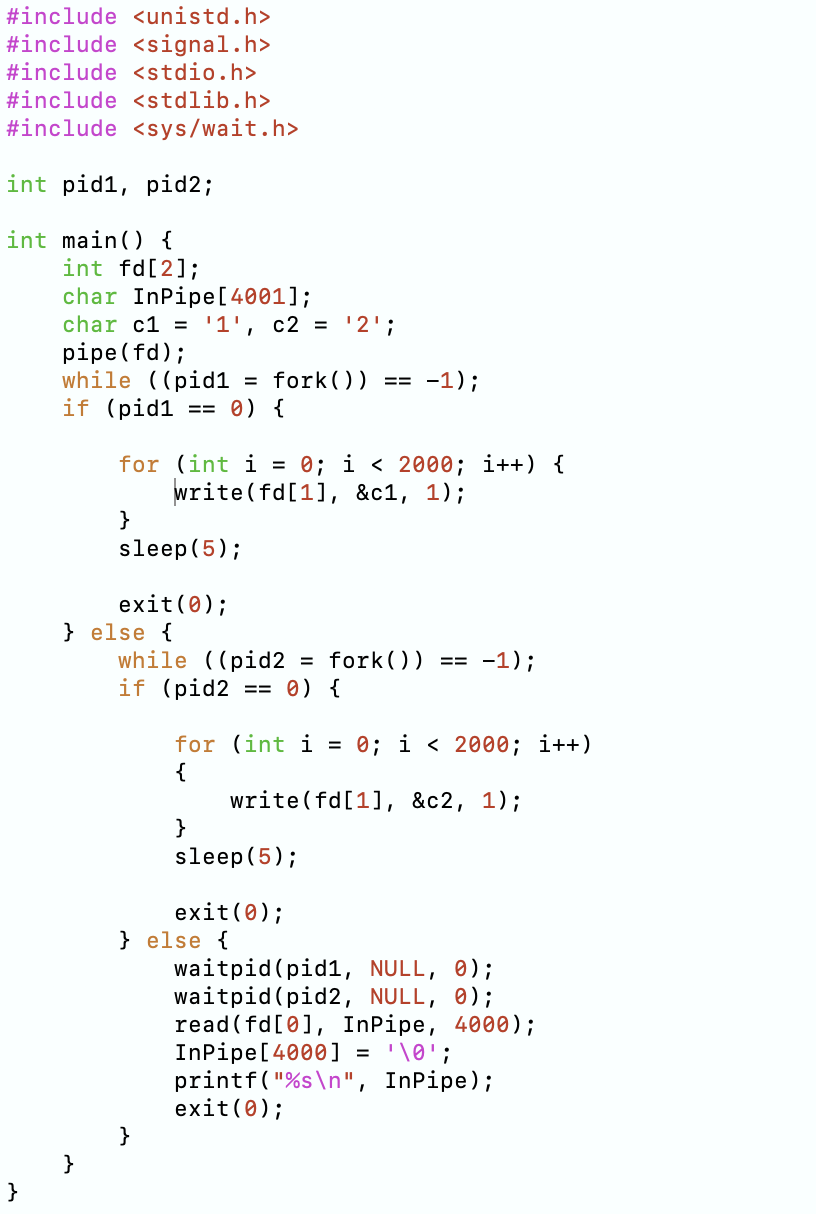 #include <unistd.h>
#include <signal.h>
#include <stdio.h>
#include <stdlib.h>
#include <sys/wait.h>

int pid1, pid2;

int main() {
    int fd[2];
    char InPipe[4001];
    char c1 = '1', c2 = '2';
    pipe(fd);
    while ((pid1 = fork()) == -1);
    if (pid1 == 0) {

        for (int i = 0; i < 2000; i++) {
            write(fd[1], &c1, 1);
        }
        sleep(5);

        exit(0);
    } else {
        while ((pid2 = fork()) == -1);
        if (pid2 == 0) {

            for (int i = 0; i < 2000; i++)
            {
                write(fd[1], &c2, 1);
            }
            sleep(5);

            exit(0);
        } else {
            waitpid(pid1, NULL, 0);
            waitpid(pid2, NULL, 0);
            read(fd[0], InPipe, 4000);
            InPipe[4000] = '\0';
            printf("%s\n", InPipe);
            exit(0);
        }
    }
}